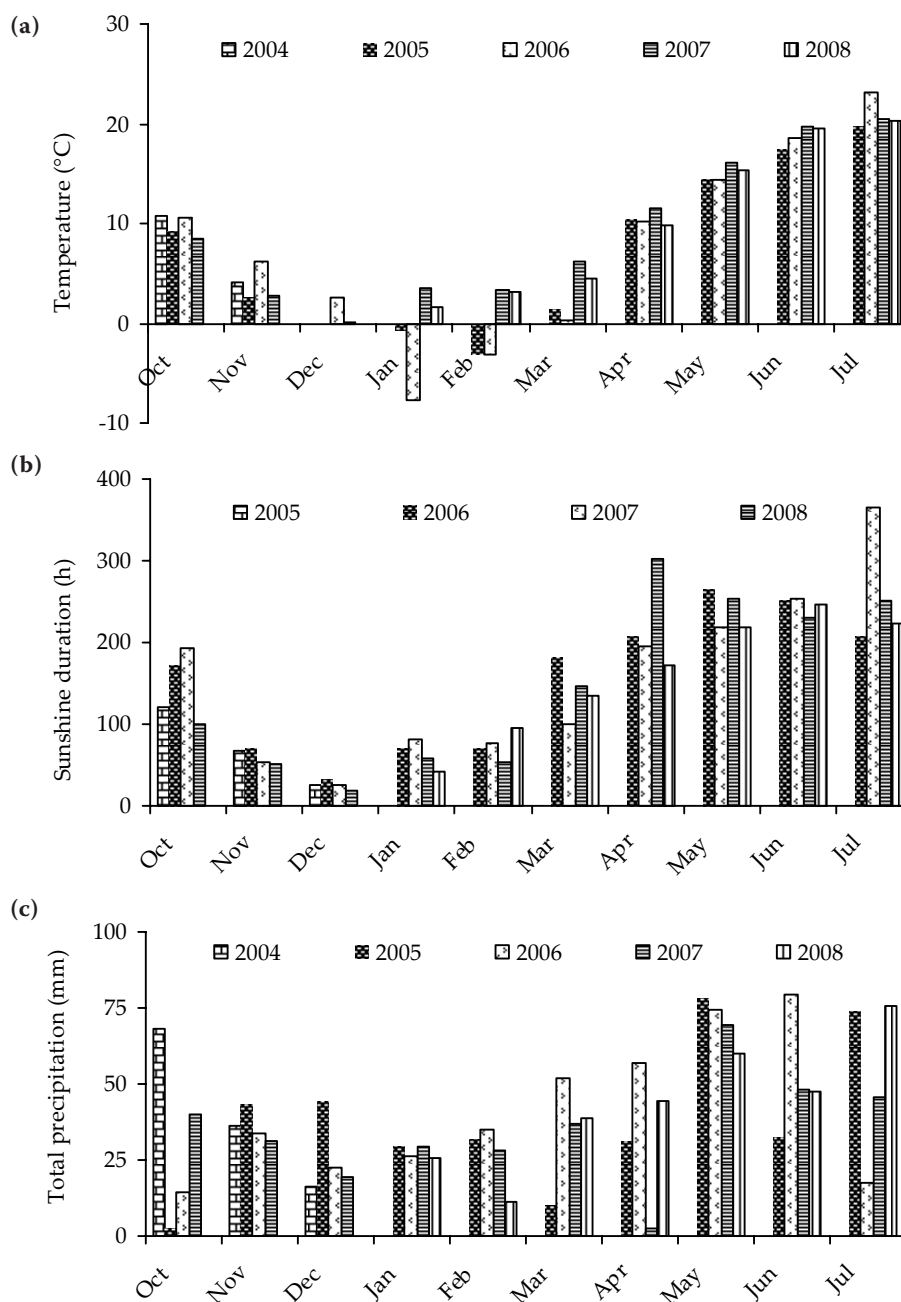 (a)
30
2004 2005 2006 2007 2008
20
10
0
-10
Temperature (°C)
Oct Nov Dec Jan Feb Mar Apr May Jun Jul
(b)
400
2005 2006 2007 2008
300
200
100
0
Sunshine duration (h)
Oct Nov Dec Jan Feb Mar Apr May Jun Jul
(c)
100
2004 2005 2006 2007 2008
75
50
25
0
Total precipitation (mm)
Oct Nov Dec Jan Feb Mar Apr May Jun Jul